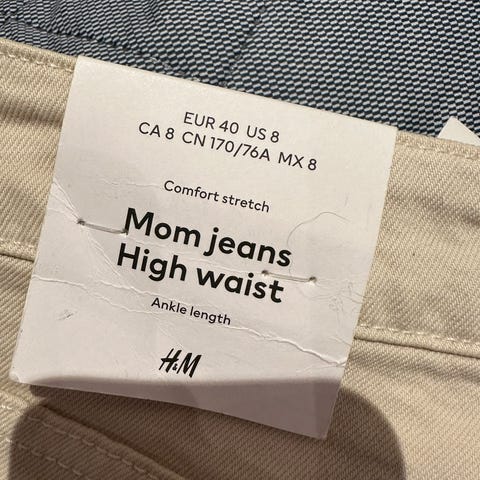 EUR 40 US 8
CA 8 CN 170/76A MX 8
Comfort stretch
Mom jeans
High waist
Ankle length
H&M